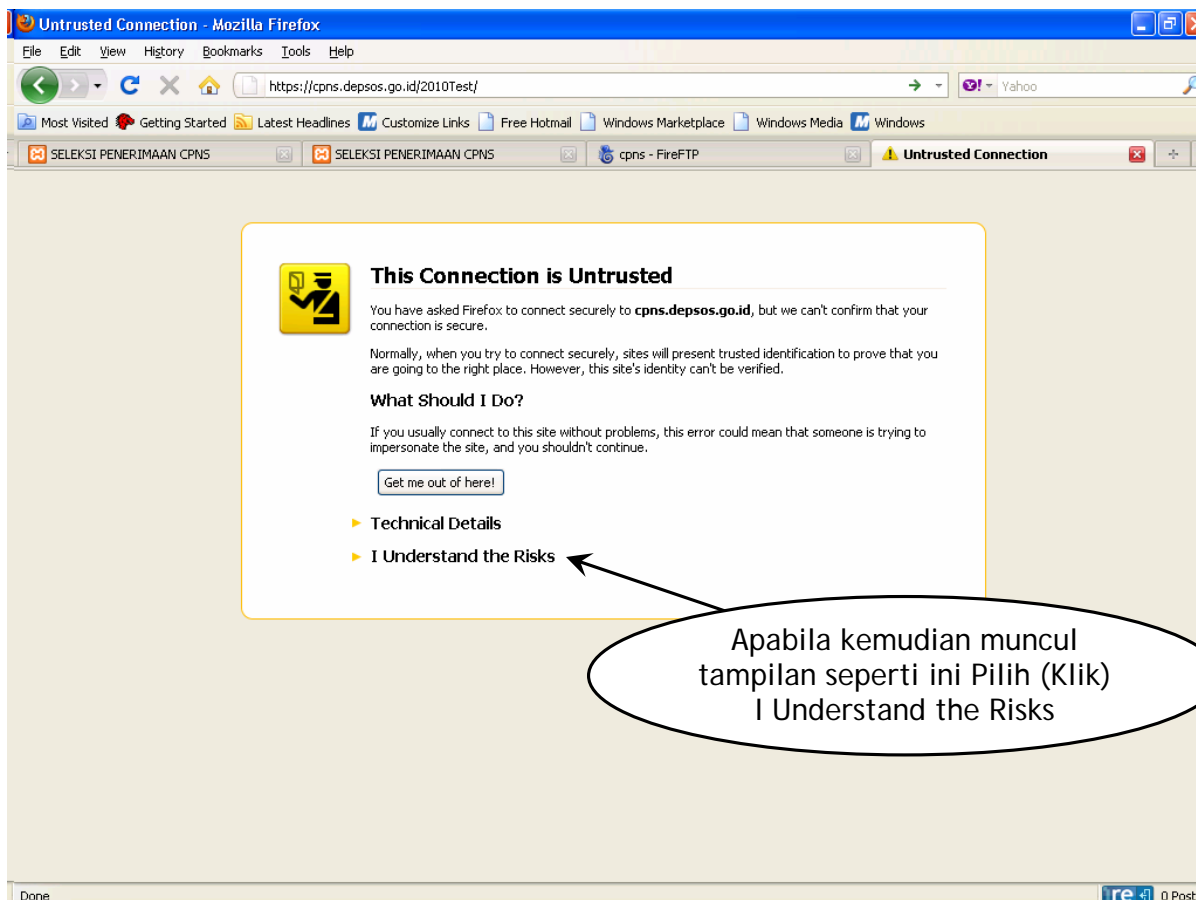 Untrusted Connection - Mozilla Firefox
File Edit View History Bookmarks Tools Help
https://cpns.depsos.go.id/2010Test/ Yahoo
Most Visited Getting Started Latest Headlines Customize Links Free Hotmail Windows Marketplace Windows Media Windows
SELEKSI PENERIMAAN CPNS SELEKSI PENERIMAAN CPNS cpns - FireFTP Untrusted Connection
This Connection is Untrusted
You have asked Firefox to connect securely to cpns.depsos.go.id, but we can't confirm that your
connection is secure.
Normally, when you try to connect securely, sites will present trusted identification to prove that you
are going to the right place. However, this site's identity can't be verified.
What Should I Do?
If you usually connect to this site without problems, this error could mean that someone is trying to
impersonate the site, and you shouldn't continue.
Get me out of here!
Technical Details
I Understand the Risks
Apabila kemudian muncul
tampilan seperti ini Pilih (Klik)
I Understand the Risks
Done 0 Post